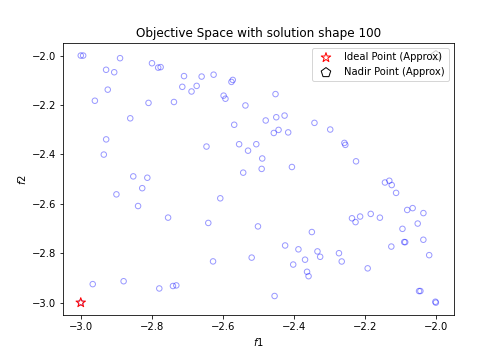 Objective Space with solution shape 100
Ideal Point (Approx)
Nadir Point (Approx)
−2.0
−2.2
−2.4
−2.6
−2.8
−3.0
f2
−3.0 −2.8 −2.6 −2.4 −2.2 −2.0
f1